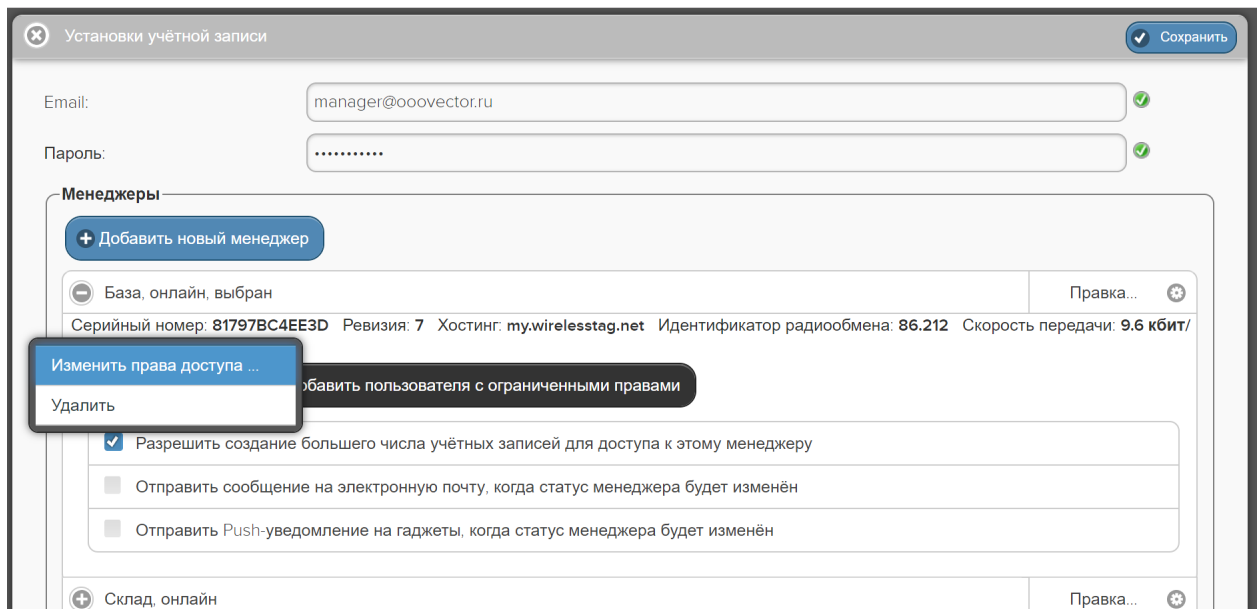 Установки учётной записи
Сохранить
Email:
manager@ooovector.ru
Пароль:
•••••••••••
Менеджеры
Добавить новый менеджер
База, онлайн, выбран
Правка...
Серийный номер: 81797BC4EE3D Ревизия: 7 Хостинг: my.wirelesstag.net Идентификатор радиообмена: 86.212 Скорость передачи: 9.6 кбит/
Изменить права доступа ...
обавить пользователя с ограниченными правами
Удалить
Разрешить создание большего числа учётных записей для доступа к этому менеджеру
Отправить сообщение на электронную почту, когда статус менеджера будет изменён
Отправить Push-уведомление на гаджеты, когда статус менеджера будет изменён
Склад, онлайн
Правка...